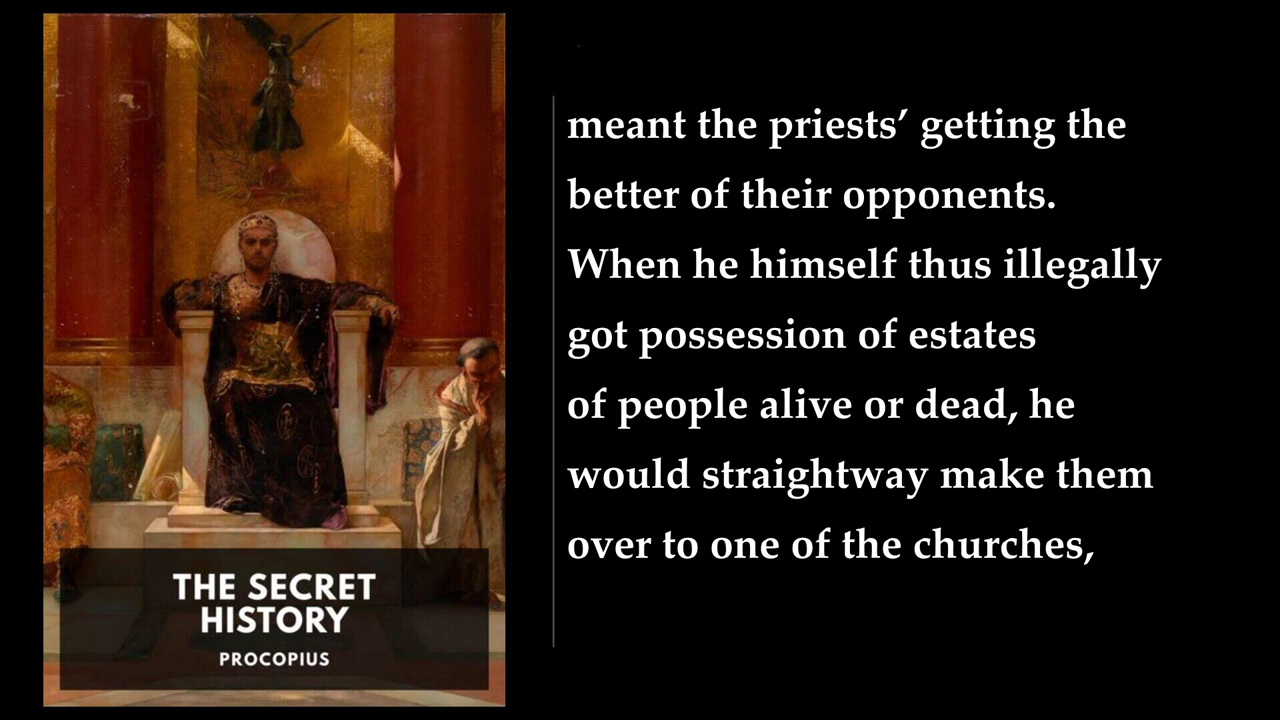 THE SECRET
HISTORY
PROCOPIUS
meant the priests’ getting the
better of their opponents.
When he himself thus illegally
got possession of estates
of people alive or dead, he
would straightway make them
over to one of the churches,